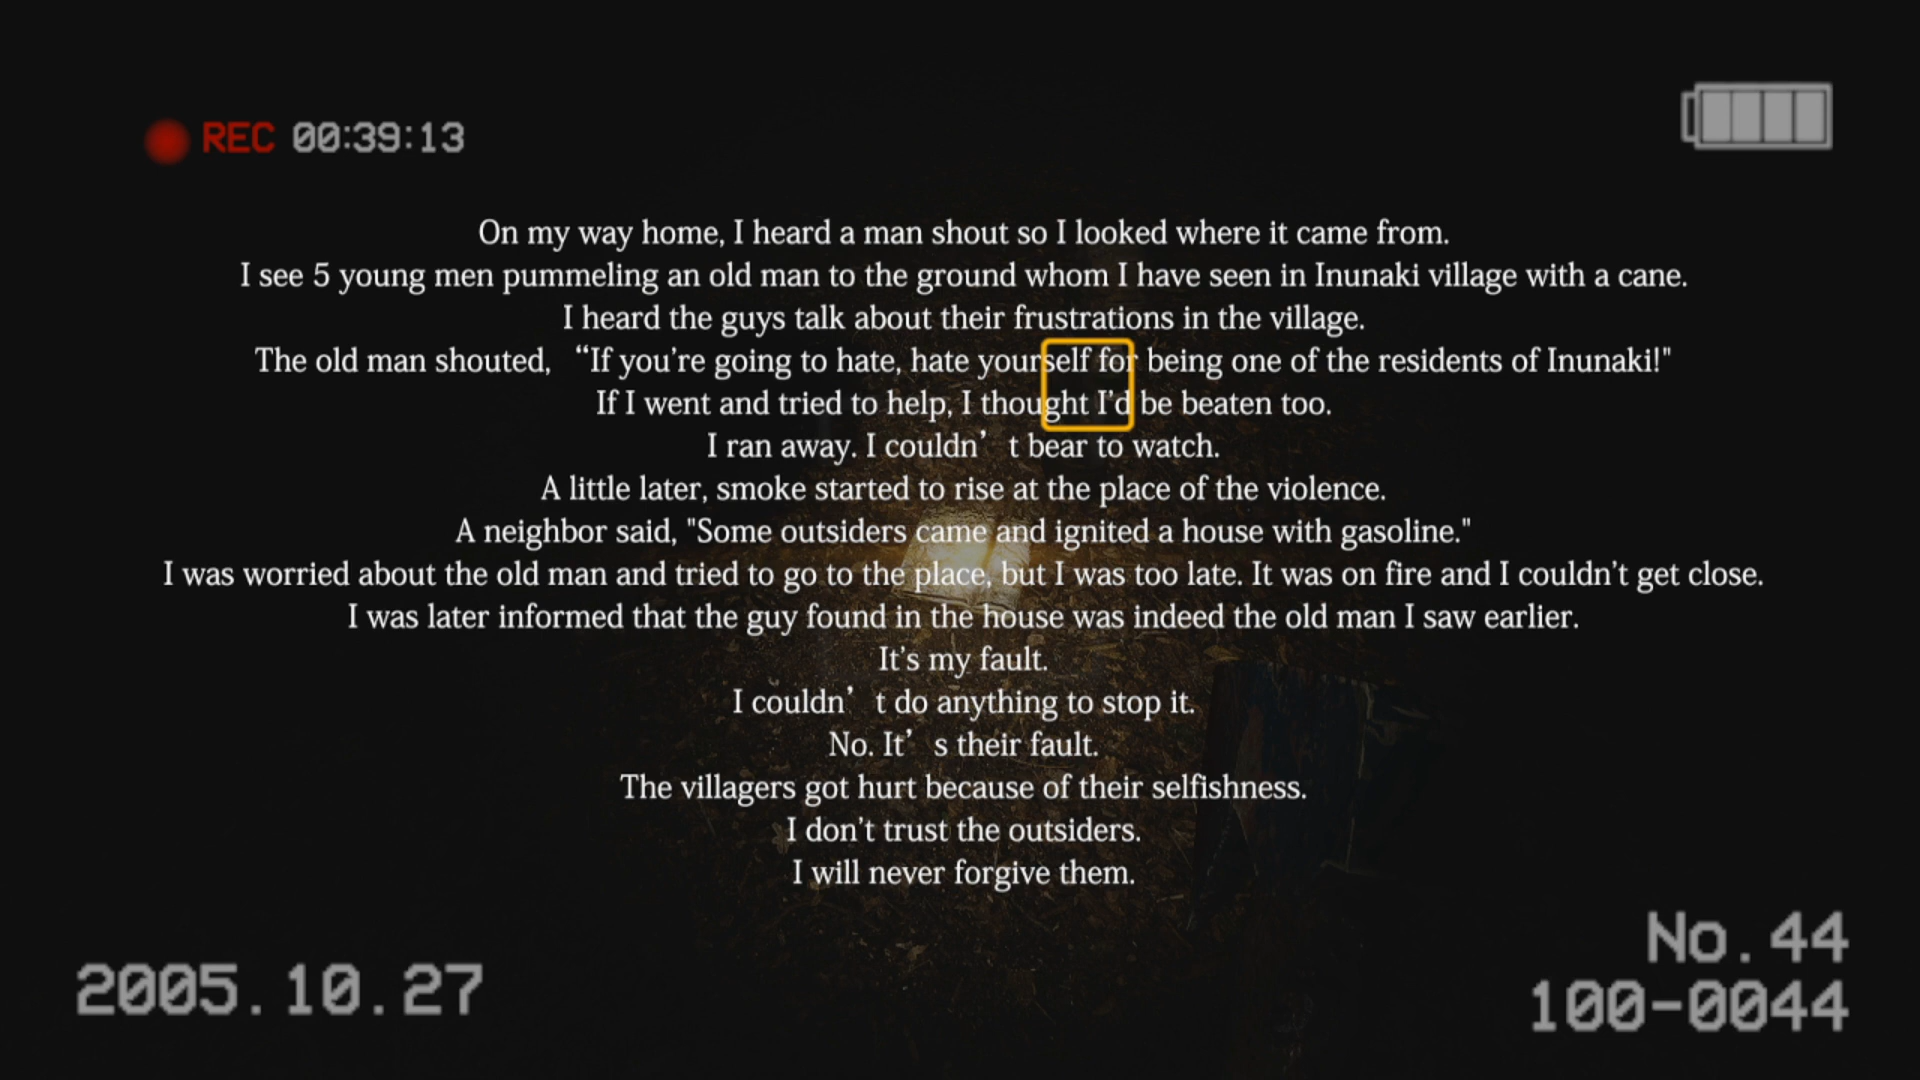 REC 00:39:13
On my way home, I heard a man shout so I looked where it came from.
I see 5 young men pummeling an old man to the ground whom I have seen in Inunaki village with a cane.
I heard the guys talk about their frustrations in the village.
The old man shouted, “If you're going to hate, hate yourself for being one of the residents of Inunaki!"
If I went and tried to help, I thought I'd be beaten too.
I ran away. I couldn’t bear to watch.
A little later, smoke started to rise at the place of the violence.
A neighbor said, "Some outsiders came and ignited a house with gasoline."
I was worried about the old man and tried to go to the place, but I was too late. It was on fire and I couldn't get close.
I was later informed that the guy found in the house was indeed the old man I saw earlier.
It's my fault.
I couldn’t do anything to stop it.
No. It’s their fault.
The villagers got hurt because of their selfishness.
I don't trust the outsiders.
I will never forgive them.
2005.10.27
No.44
100-0044